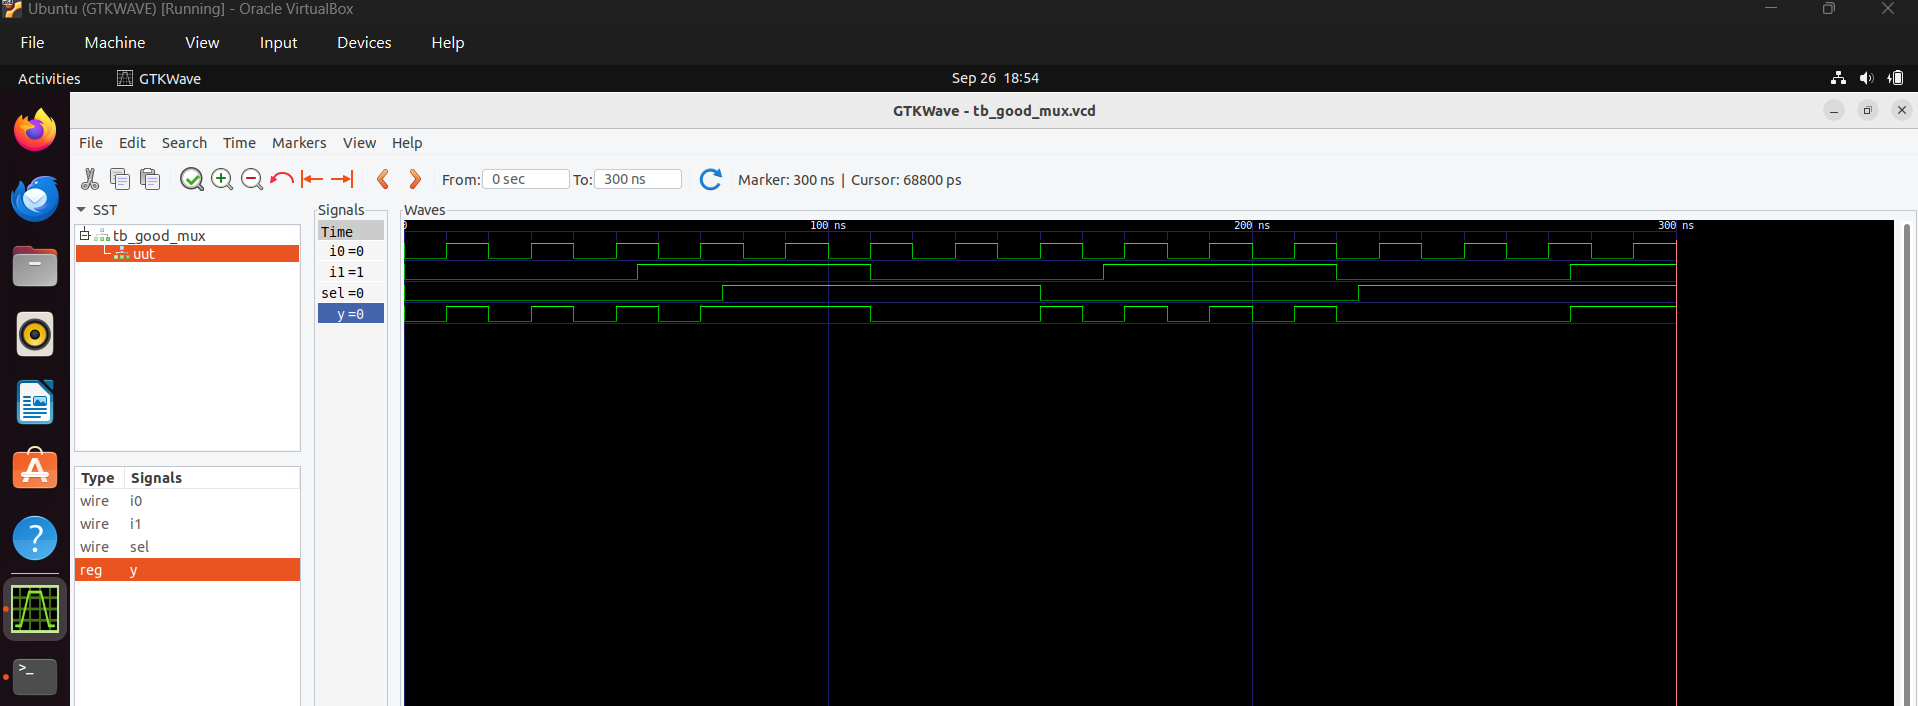 Ubuntu (GTKWAVE) [Running] - Oracle VirtualBox
File Machine View Input Devices Help
Activities GTKWave Sep 26 18:54
GTKWave - tb_good_mux.vcd
File Edit Search Time Markers View Help
From: 0 sec To: 300 ns Marker: 300 ns | Cursor: 68800 ps
SST
tb_good_mux
uut
Type Signals
wire i0
wire i1
wire sel
reg y
Signals
Time
i0=0
i1=1
sel=0
y=0
Waves
0 100 ns 200 ns 300 ns